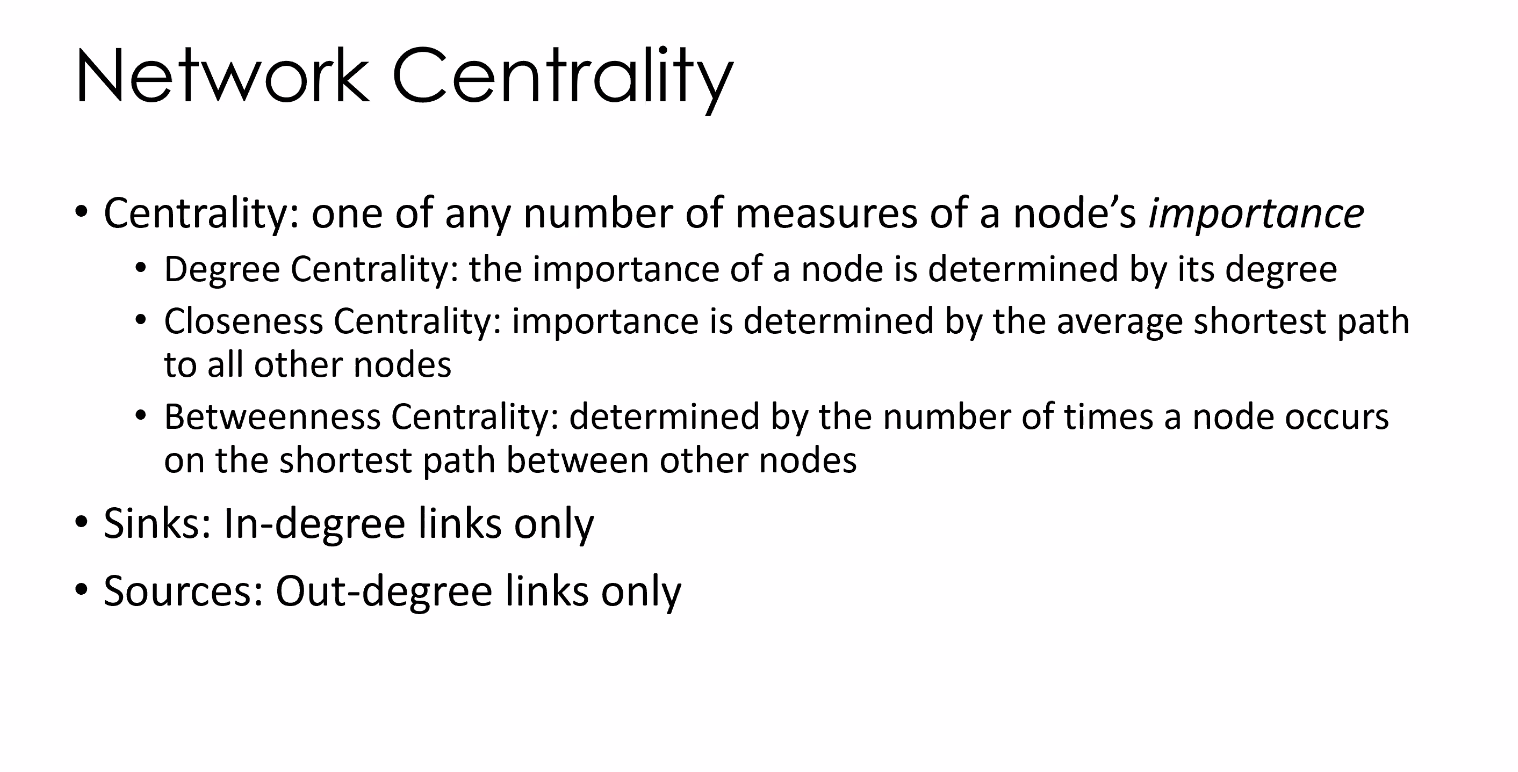 Network Centrality
• Centrality: one of any number of measures of a node’s importance
• Degree Centrality: the importance of a node is determined by its degree
• Closeness Centrality: importance is determined by the average shortest path
to all other nodes
• Betweenness Centrality: determined by the number of times a node occurs
on the shortest path between other nodes
• Sinks: In-degree links only
• Sources: Out-degree links only